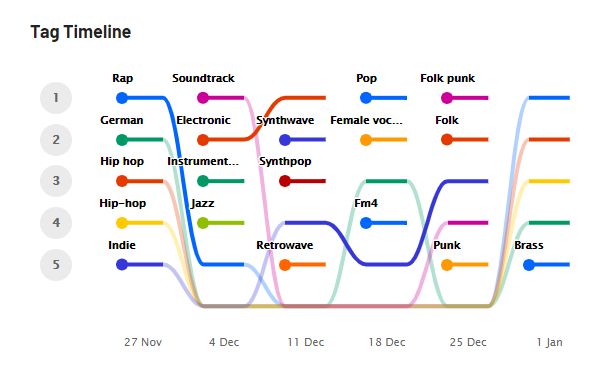 Tag Timeline
Rap Soundtrack Pop Folk punk
1
German Electronic Synthwave Female voc... Folk
2
Hip hop Instrument... Synthpop
3
Hip-hop Jazz Fm4
4
Indie Retrowave Punk Brass
5
27 Nov 4 Dec 11 Dec 18 Dec 25 Dec 1 Jan